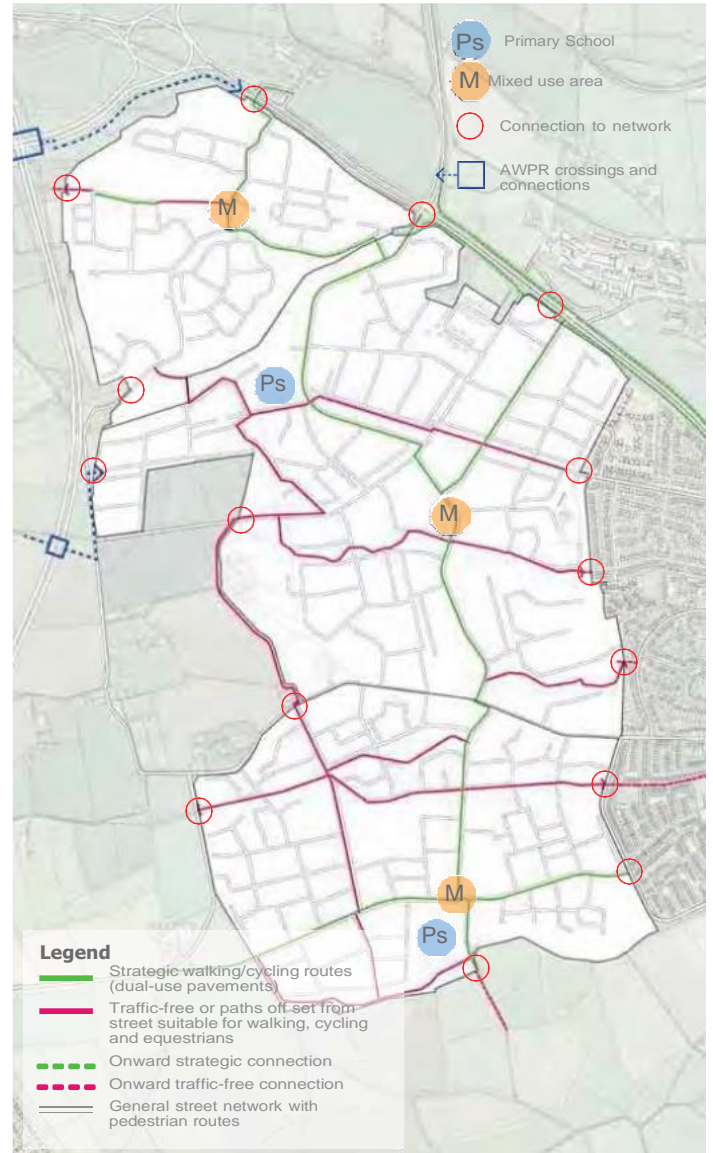 Ps Primary School
M Mixed use area
Connection to network
AWPR crossings and
connections
M
Ps
M
M
Ps
Legend
Strategic walking/cycling routes
(dual-use pavements)
Traffic-free or paths off set from
street suitable for walking, cycling
and equestrians
Onward strategic connection
Onward traffic-free connection
General street network with
pedestrian routes